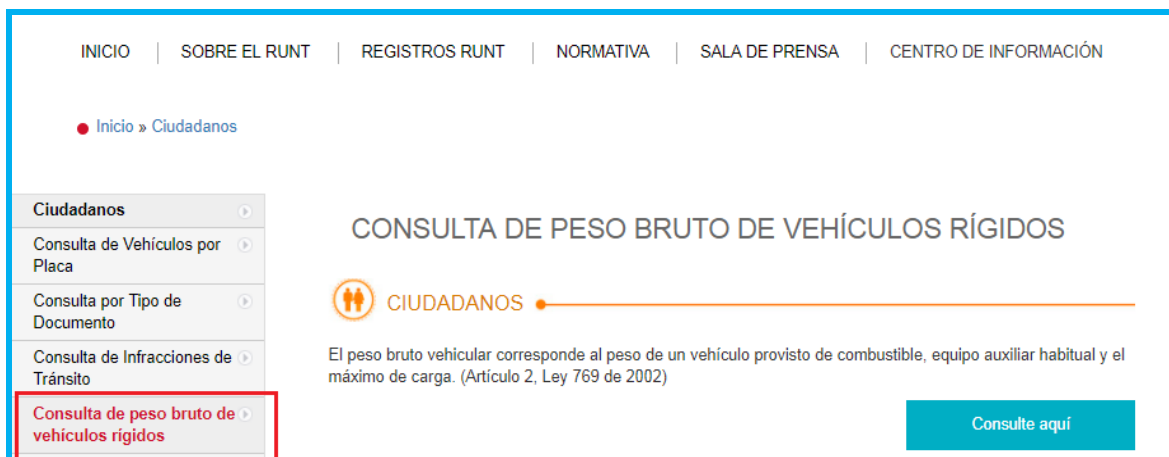 INICIO | SOBRE EL RUNT | REGISTROS RUNT | NORMATIVA | SALA DE PRENSA | CENTRO DE INFORMACIÓN
Inicio » Ciudadanos
Ciudadanos
Consulta de Vehículos por
Placa
Consulta por Tipo de
Documento
Consulta de Infracciones de
Tránsito
Consulta de peso bruto de
vehículos rígidos
CONSULTA DE PESO BRUTO DE VEHÍCULOS RÍGIDOS
CIUDADANOS
El peso bruto vehicular corresponde al peso de un vehículo provisto de combustible, equipo auxiliar habitual y el
máximo de carga. (Artículo 2, Ley 769 de 2002)
Consulte aquí